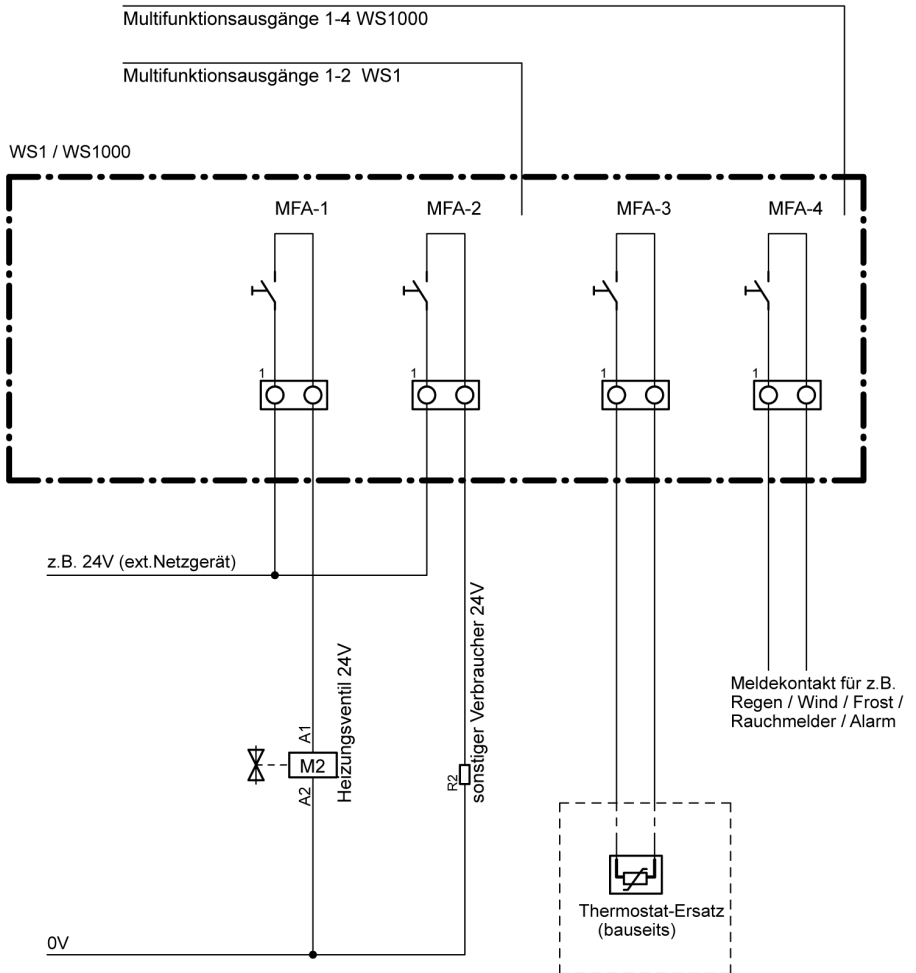 Multifunktionsausgänge 1-4 WS1000
Multifunktionsausgänge 1-2 WS1
WS1 / WS1000
MFA-1
MFA-2
MFA-3
MFA-4
1
1
1
1
z.B. 24V (ext.Netzgerät)
A1
M2
A2
Heizungsventil 24V
R2
sonstiger Verbraucher 24V
Meldekontakt für z.B.
Regen / Wind / Frost /
Rauchmelder / Alarm
Thermostat-Ersatz
(bauseits)
0V